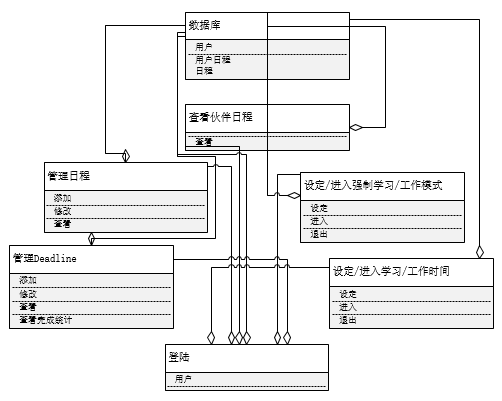 数据库
用户
用户日程
日程
查看伙伴日程
查看
管理日程
添加
修改
查看
设定/进入强制学习/工作模式
设定
进入
退出
管理Deadline
添加
修改
查看
查看完成统计
设定/进入学习/工作时间
设定
进入
退出
登陆
用户